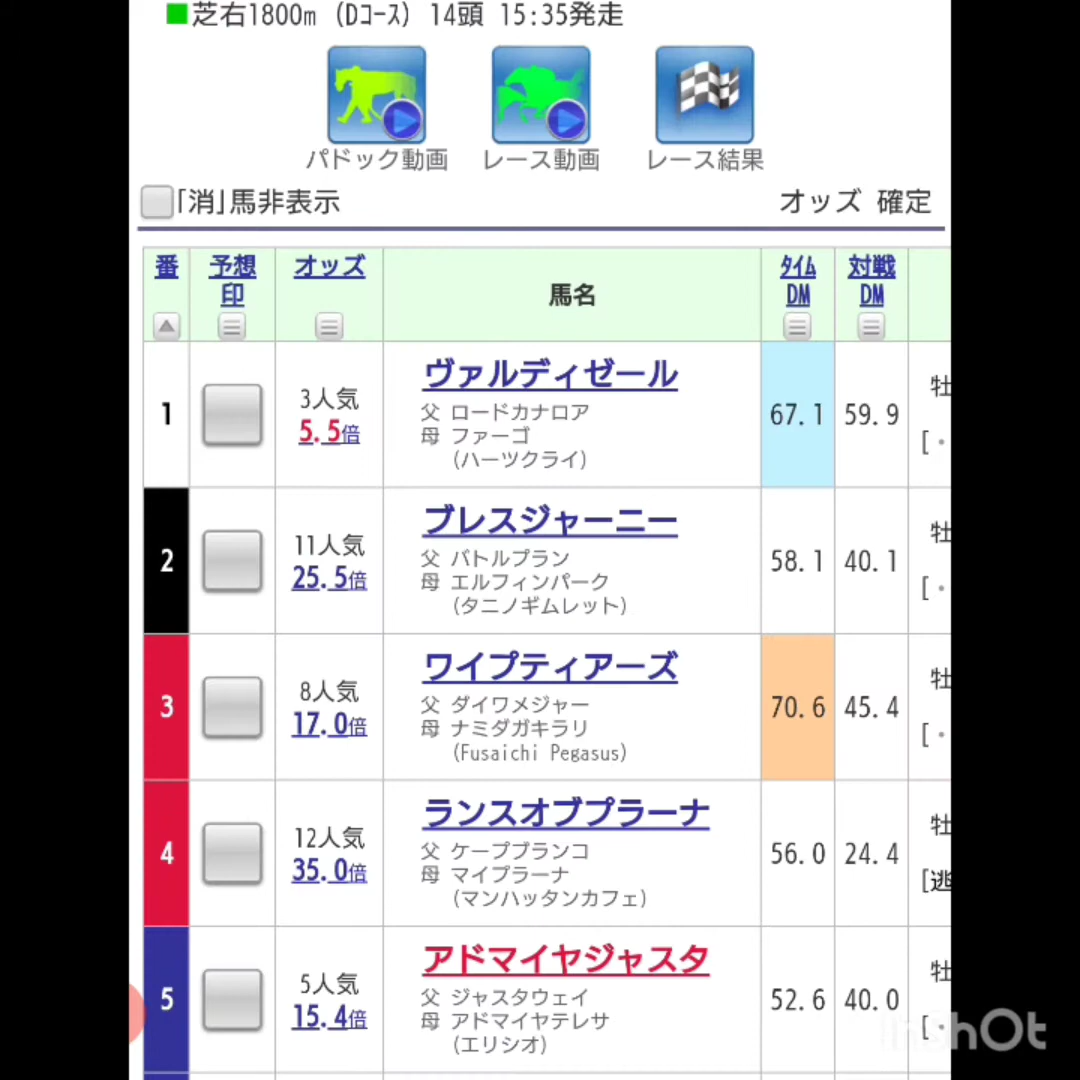 芝右1800m (Dコース) 14頭 15:35発走
パドック動画 レース動画 レース結果
「消」馬非表示 オッズ 確定
番 予想印 オッズ 馬名 タイムDM 対戦DM
1 3人気 5.5倍 ヴァルディゼール 67.1 59.9 牡
父 ロードカナロア
母 ファーゴ
(ハーツクライ) [・
2 11人気 25.5倍 ブレスジャーニー 58.1 40.1 牡
父 バトルプラン
母 エルフィンパーク
(タニノギムレット) [・
3 8人気 17.0倍 ワイプティアーズ 70.6 45.4 牡
父 ダイワメジャー
母 ナミダガキラリ
(Fusaichi Pegasus) [・
4 12人気 35.0倍 ランスオブプラーナ 56.0 24.4 牡
父 ケープブランコ
母 マイプラーナ
(マンハッタンカフェ) [逃
5 5人気 15.4倍 アドマイヤジャスタ 52.6 40.0 牡
父 ジャスタウェイ
母 アドマイヤテレサ
(エリシオ) [・
InShOt